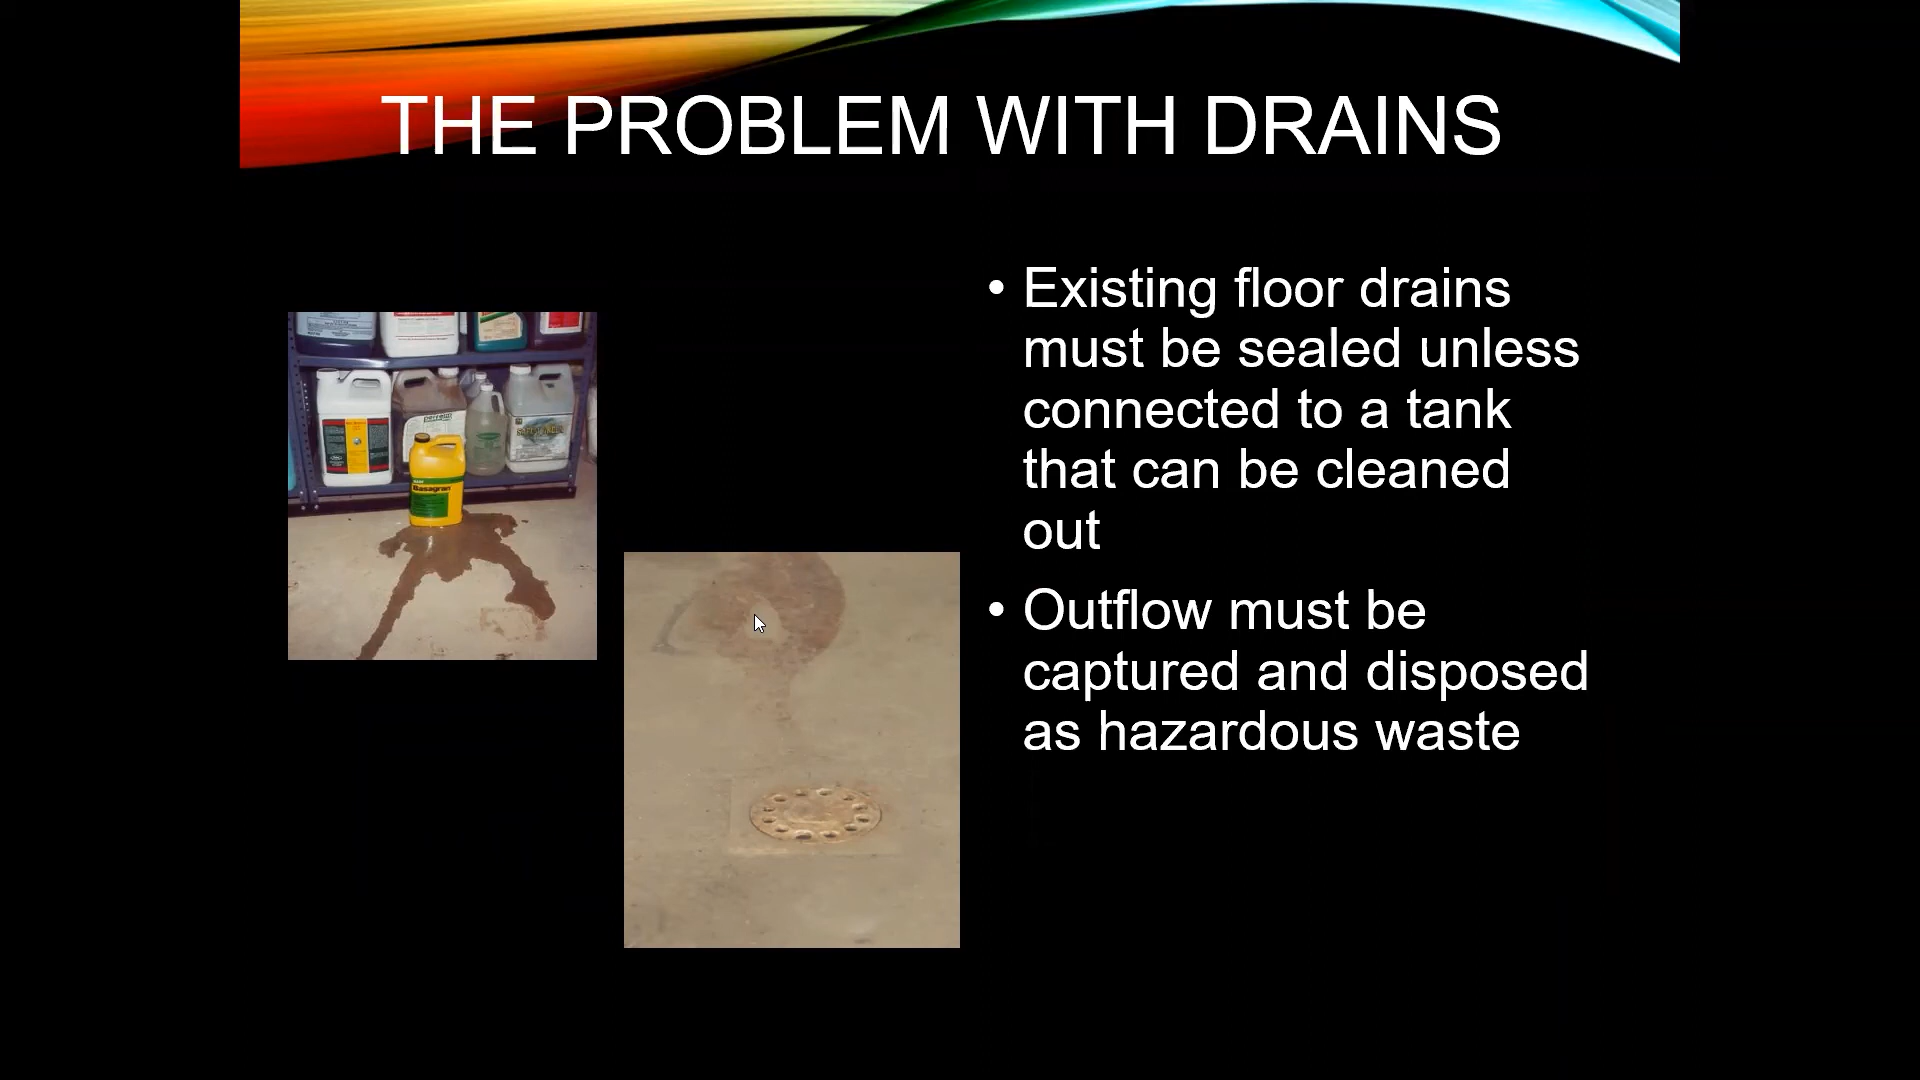 THE PROBLEM WITH DRAINS
• Existing floor drains
must be sealed unless
connected to a tank
that can be cleaned
out
• Outflow must be
captured and disposed
as hazardous waste
Basagran